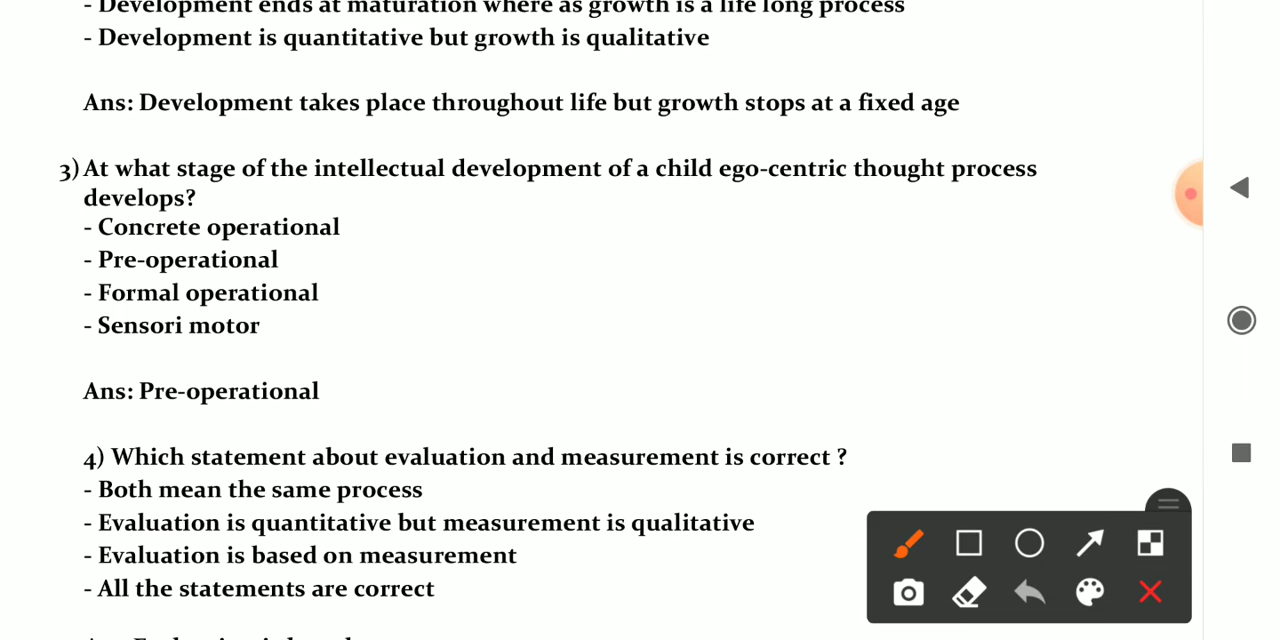 - Development ends at maturation where as growth is a life long process
- Development is quantitative but growth is qualitative
Ans: Development takes place throughout life but growth stops at a fixed age
3) At what stage of the intellectual development of a child ego-centric thought process
develops?
- Concrete operational
- Pre-operational
- Formal operational
- Sensori motor
Ans: Pre-operational
4) Which statement about evaluation and measurement is correct ?
- Both mean the same process
- Evaluation is quantitative but measurement is qualitative
- Evaluation is based on measurement
- All the statements are correct